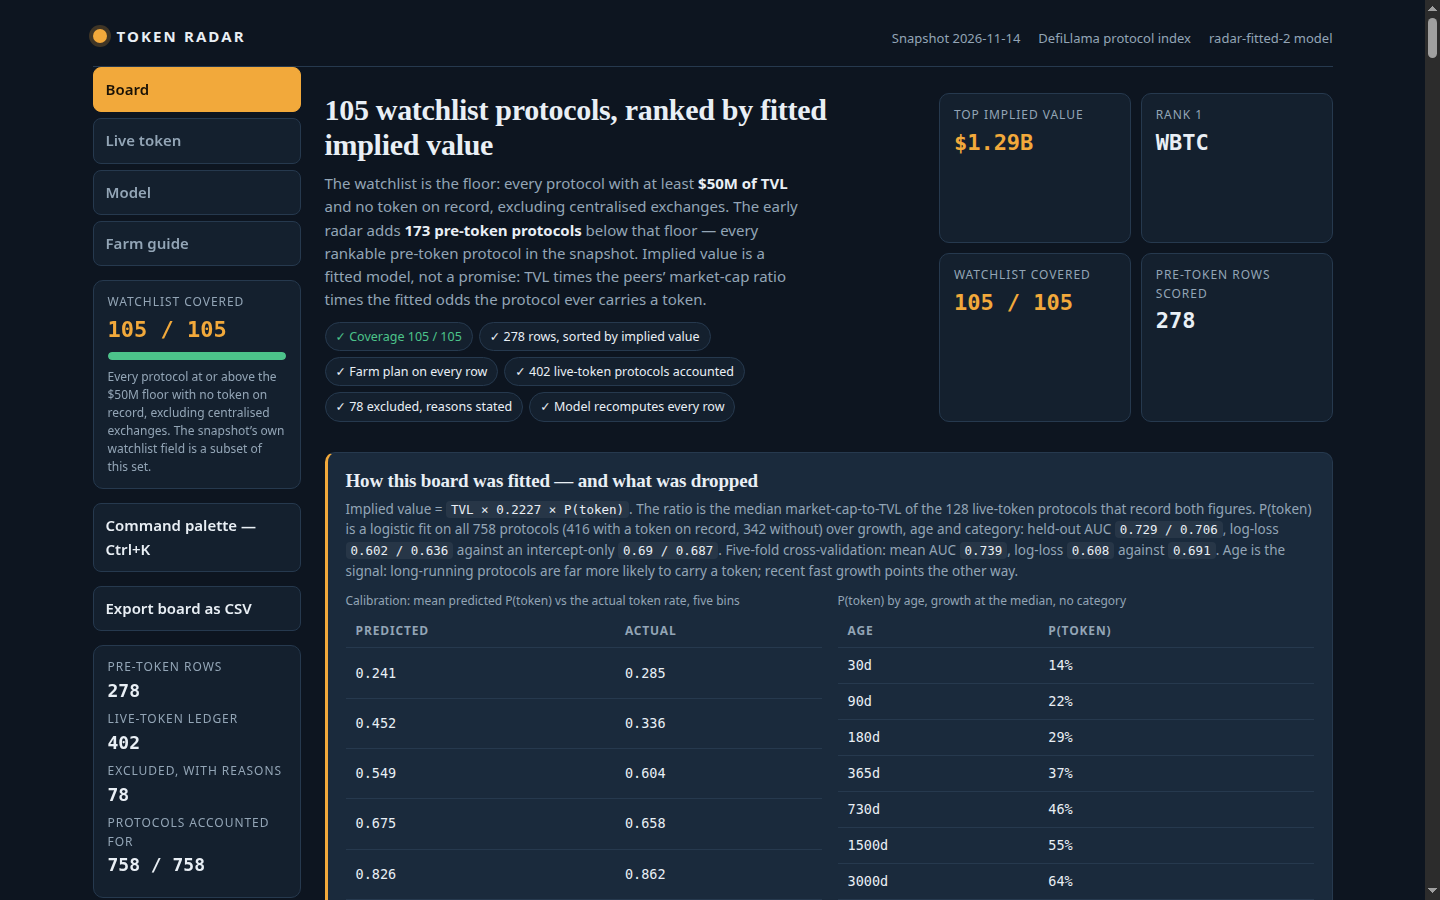 TOKEN RADAR
Snapshot 2026-11-14 DefiLlama protocol index radar-fitted-2 model
Board
Live token
Model
Farm guide
WATCHLIST COVERED
105 / 105
Every protocol at or above the
$50M floor with no token on
record, excluding centralised
exchanges. The snapshot’s own
watchlist field is a subset of
this set.
Command palette —
Ctrl+K
Export board as CSV
PRE-TOKEN ROWS
278
LIVE-TOKEN LEDGER
402
EXCLUDED, WITH REASONS
78
PROTOCOLS ACCOUNTED
FOR
758 / 758
105 watchlist protocols, ranked by fitted
implied value
The watchlist is the floor: every protocol with at least $50M of TVL
and no token on record, excluding centralised exchanges. The early
radar adds 173 pre-token protocols below that floor — every
rankable pre-token protocol in the snapshot. Implied value is a
fitted model, not a promise: TVL times the peers’ market-cap ratio
times the fitted odds the protocol ever carries a token.
✓ Coverage 105 / 105 ✓ 278 rows, sorted by implied value
✓ Farm plan on every row ✓ 402 live-token protocols accounted
✓ 78 excluded, reasons stated ✓ Model recomputes every row
TOP IMPLIED VALUE
$1.29B
RANK 1
WBTC
WATCHLIST COVERED
105 / 105
PRE-TOKEN ROWS
SCORED
278
How this board was fitted — and what was dropped
Implied value = TVL × 0.2227 × P(token) . The ratio is the median market-cap-to-TVL of the 128 live-token protocols that record both figures. P(token)
is a logistic fit on all 758 protocols (416 with a token on record, 342 without) over growth, age and category: held-out AUC 0.729 / 0.706 , log-loss
0.602 / 0.636 against an intercept-only 0.69 / 0.687 . Five-fold cross-validation: mean AUC 0.739 , log-loss 0.608 against 0.691 . Age is the
signal: long-running protocols are far more likely to carry a token; recent fast growth points the other way.
Calibration: mean predicted P(token) vs the actual token rate, five bins
PREDICTED ACTUAL
0.241 0.285
0.452 0.336
0.549 0.604
0.675 0.658
0.826 0.862
P(token) by age, growth at the median, no category
AGE P(TOKEN)
30d 14%
90d 22%
180d 29%
365d 37%
730d 46%
1500d 55%
3000d 64%